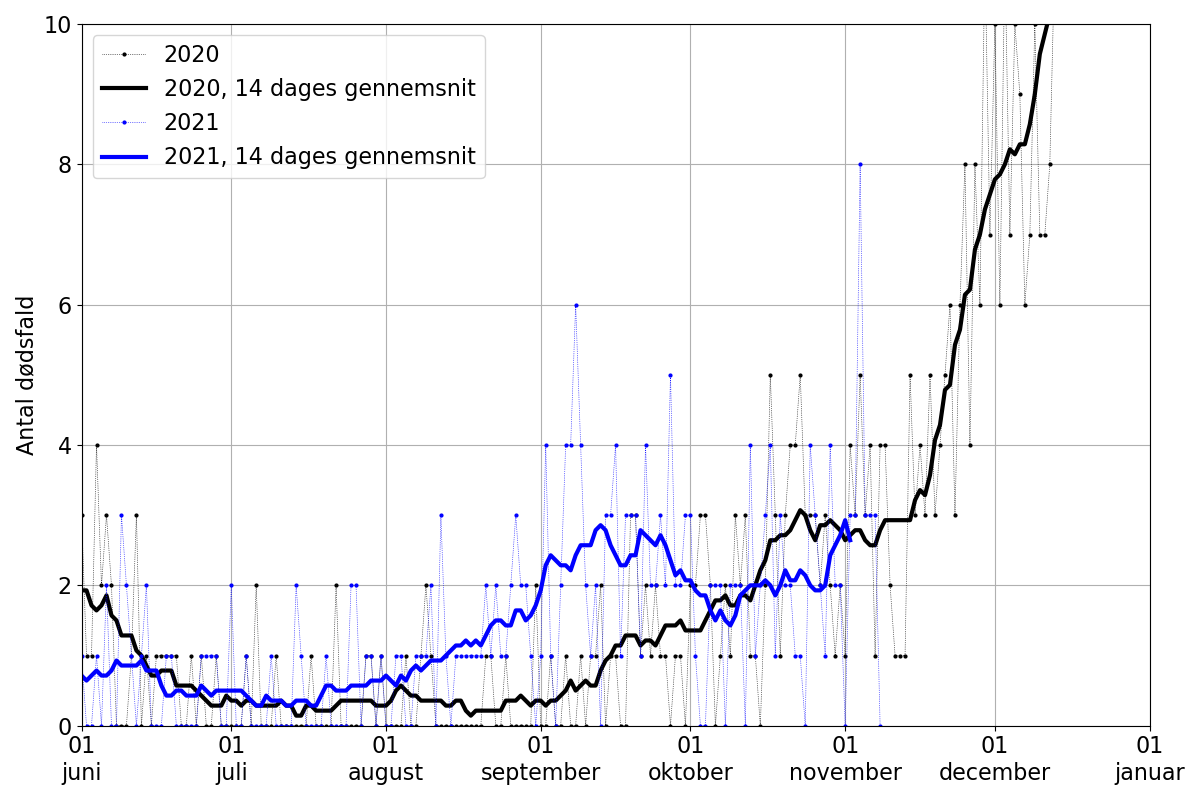 10
8
6
4
2
0
Antal dødsfald
2020
2020, 14 dages gennemsnit
2021
2021, 14 dages gennemsnit
01 01 01 01 01 01 01 01
juni juli august september oktober november december januar